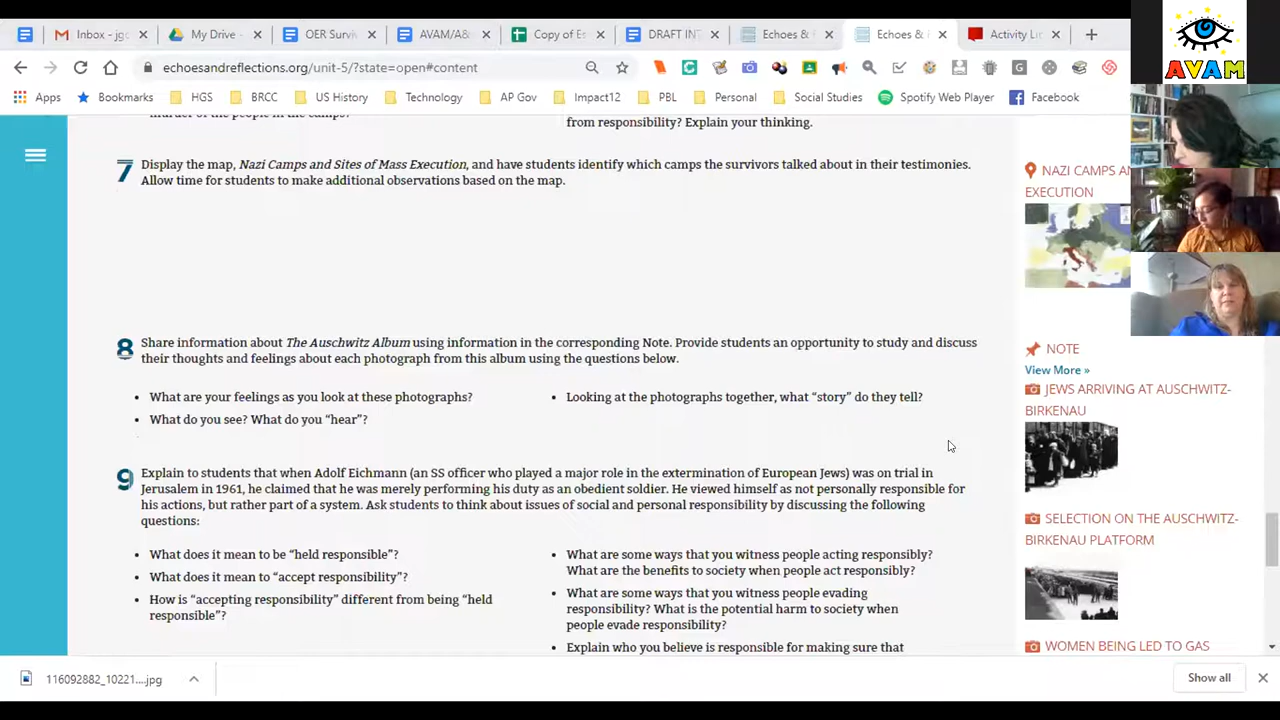 Inbox - jg
My Drive -
OER Surv
AVAM/A&
Copy of E
DRAFT IN
Echoes &
Echoes &
Activity Li
echoesandreflections.org/unit-5/?state=open#content
Apps
Bookmarks
HGS
BRCC
US History
Technology
AP Gov
Impact12
PBL
Personal
Social Studies
Spotify Web Player
Facebook
AVAM
murder of the people in the camps?
from responsibility? Explain your thinking.
7
Display the map, Nazi Camps and Sites of Mass Execution, and have students identify which camps the survivors talked about in their testimonies.
Allow time for students to make additional observations based on the map.
8
Share information about The Auschwitz Album using information in the corresponding Note. Provide students an opportunity to study and discuss
their thoughts and feelings about each photograph from this album using the questions below.
• What are your feelings as you look at these photographs?
• What do you see? What do you “hear”?
• Looking at the photographs together, what “story” do they tell?
9
Explain to students that when Adolf Eichmann (an SS officer who played a major role in the extermination of European Jews) was on trial in
Jerusalem in 1961, he claimed that he was merely performing his duty as an obedient soldier. He viewed himself as not personally responsible for
his actions, but rather part of a system. Ask students to think about issues of social and personal responsibility by discussing the following
questions:
• What does it mean to be “held responsible”?
• What does it mean to “accept responsibility”?
• How is “accepting responsibility” different from being “held
responsible”?
• What are some ways that you witness people acting responsibly?
What are the benefits to society when people act responsibly?
• What are some ways that you witness people evading
responsibility? What is the potential harm to society when
people evade responsibility?
• Explain who you believe is responsible for making sure that
NAZI CAMPS AN
EXECUTION
NOTE
View More »
JEWS ARRIVING AT AUSCHWITZ-
BIRKENAU
SELECTION ON THE AUSCHWITZ-
BIRKENAU PLATFORM
WOMEN BEING LED TO GAS
116092882_10221....jpg
Show all